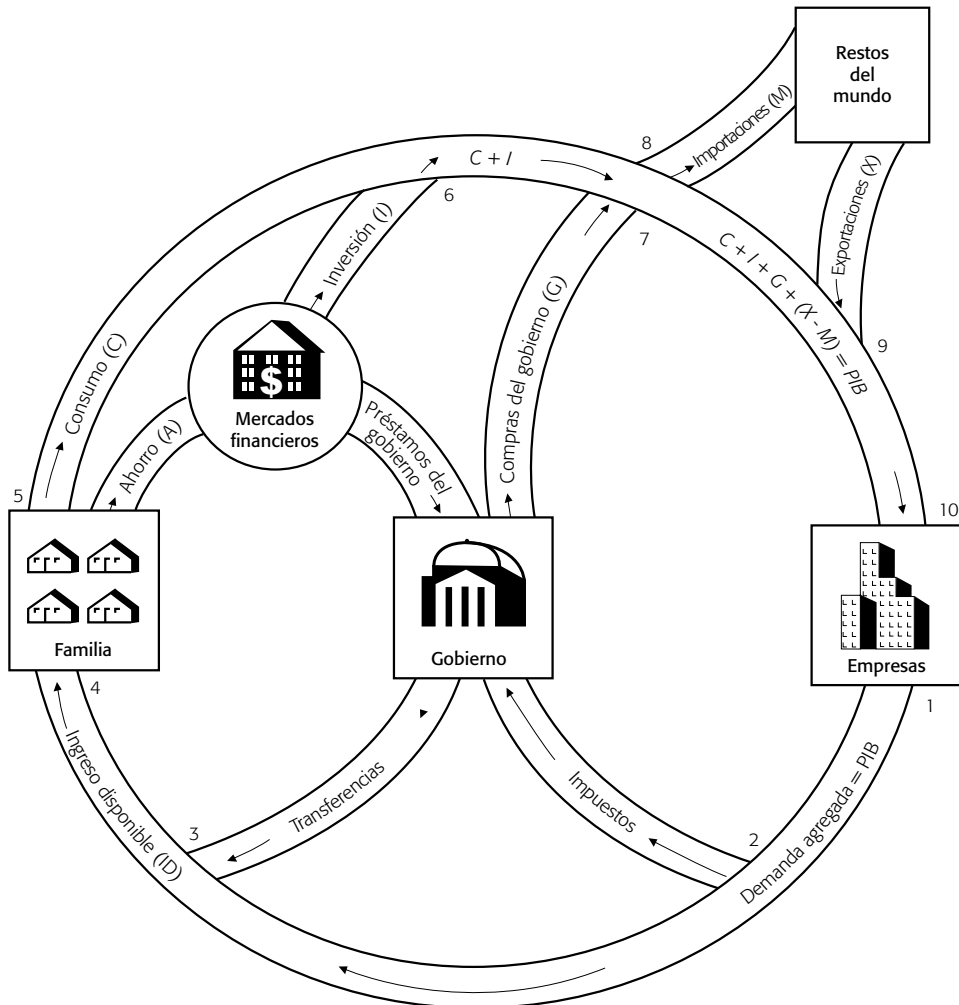 Restos
del
mundo
8
Importaciones (M)
C + I
6
Exportaciones (X)
Inversión (I)
7
C + I + G + (X - M) = PIB
9
Compras del gobierno (G)
Consumo (C)
$
Mercados
financieros
Préstamos del
gobierno
Ahorro (A)
5
10
Familia
Gobierno
Empresas
4
1
Ingreso disponible (ID)
Transferencias
3
Impuestos
2
Demanda agregada = PIB